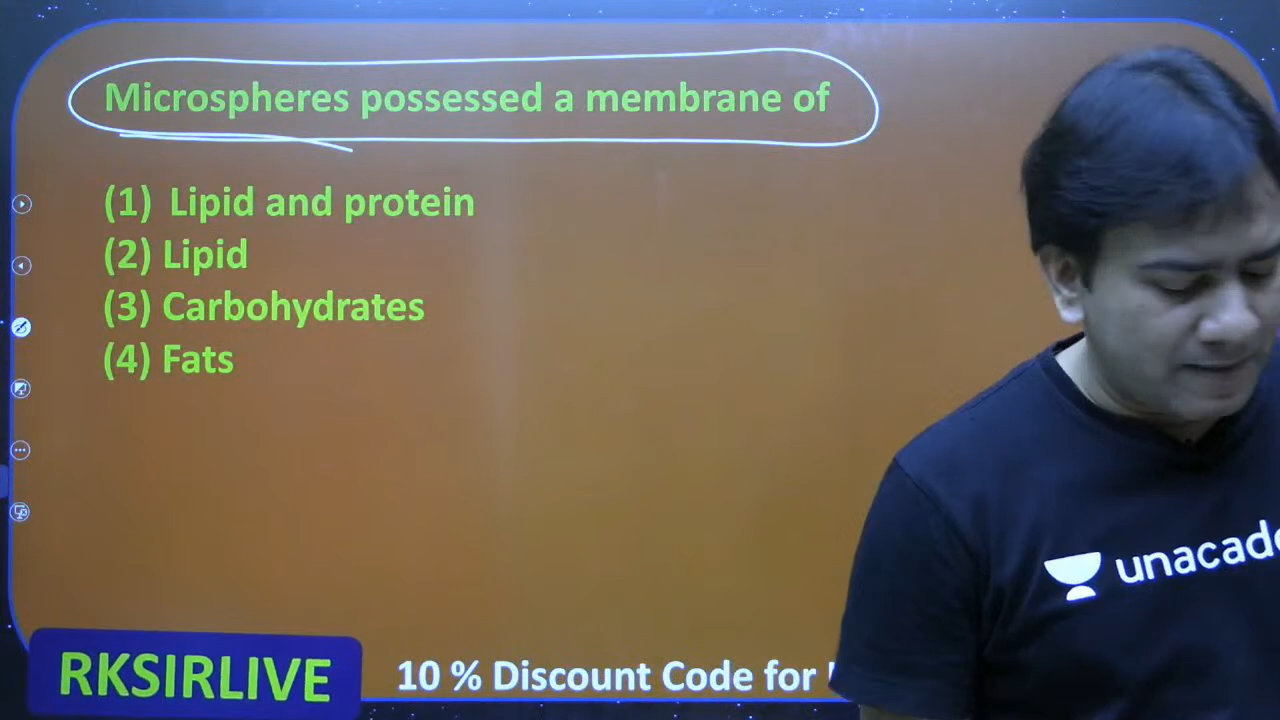 Microspheres possessed a membrane of
(1) Lipid and protein
(2) Lipid
(3) Carbohydrates
(4) Fats
unacade
RKSIRLIVE
10 % Discount Code for